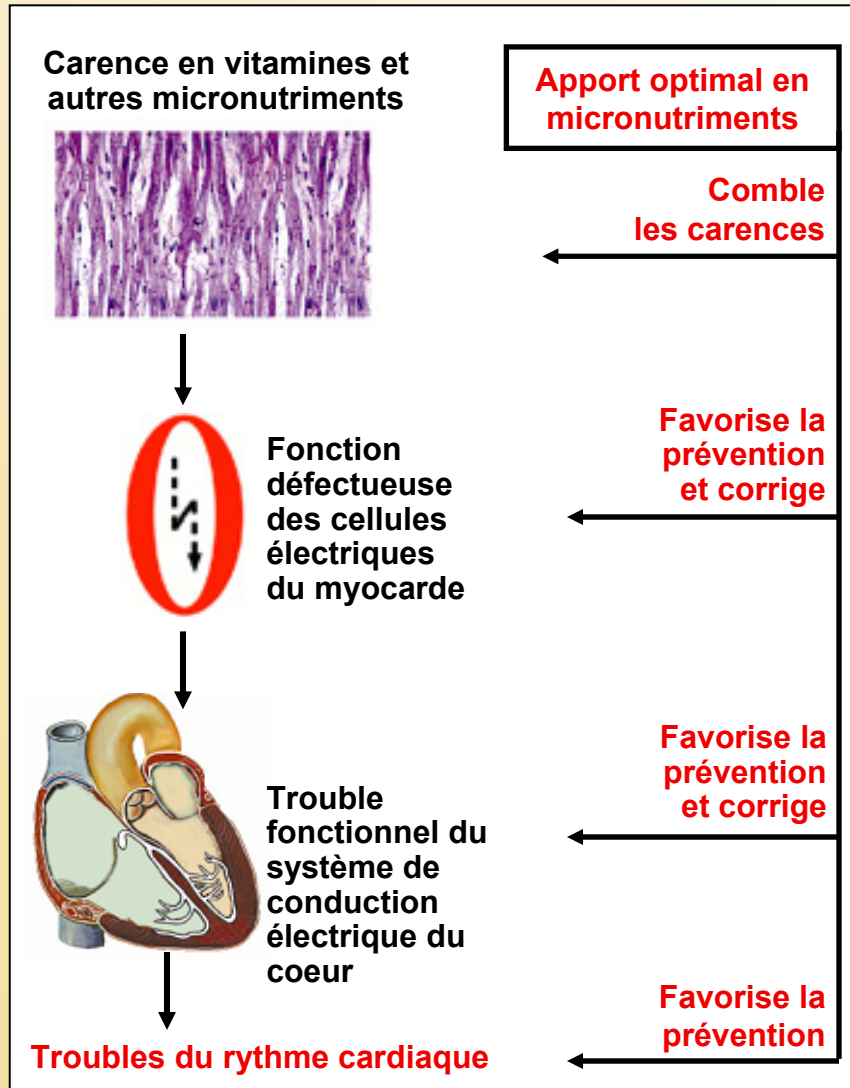 Carence en vitamines et
autres micronutriments
Apport optimal en
micronutriments
Comble
les carences
Fonction
défectueuse
des cellules
électriques
du myocarde
Favorise la
prévention
et corrige
Trouble
fonctionnel du
système de
conduction
électrique du
coeur
Favorise la
prévention
et corrige
Troubles du rythme cardiaque
Favorise la
prévention